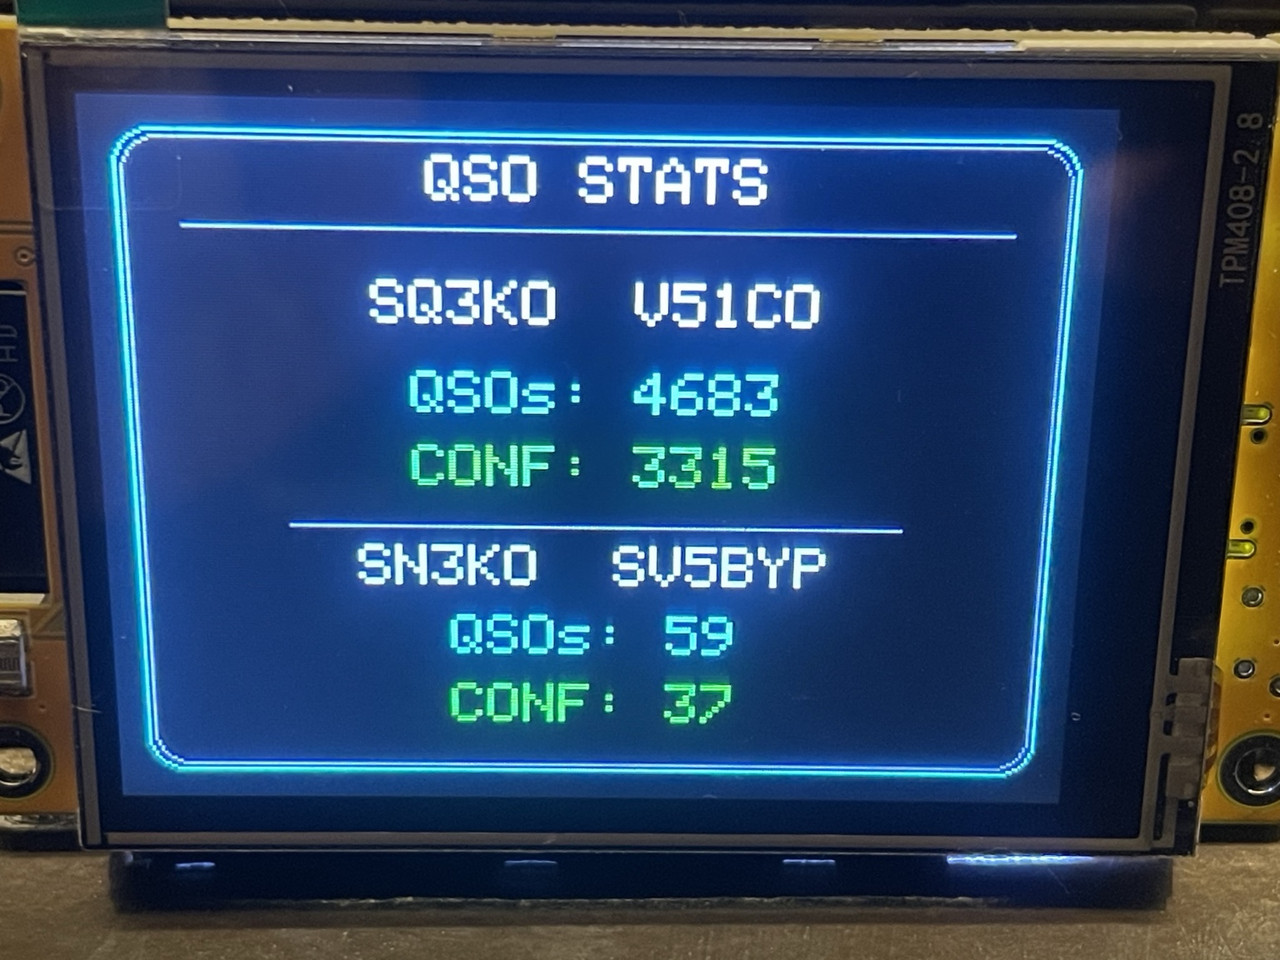 QSO STATS
SQ3KO V51CO
QSOs: 4683
CONF: 3315
SN3KO SV5BYP
QSOs: 59
CONF: 37
TPM408-2.8